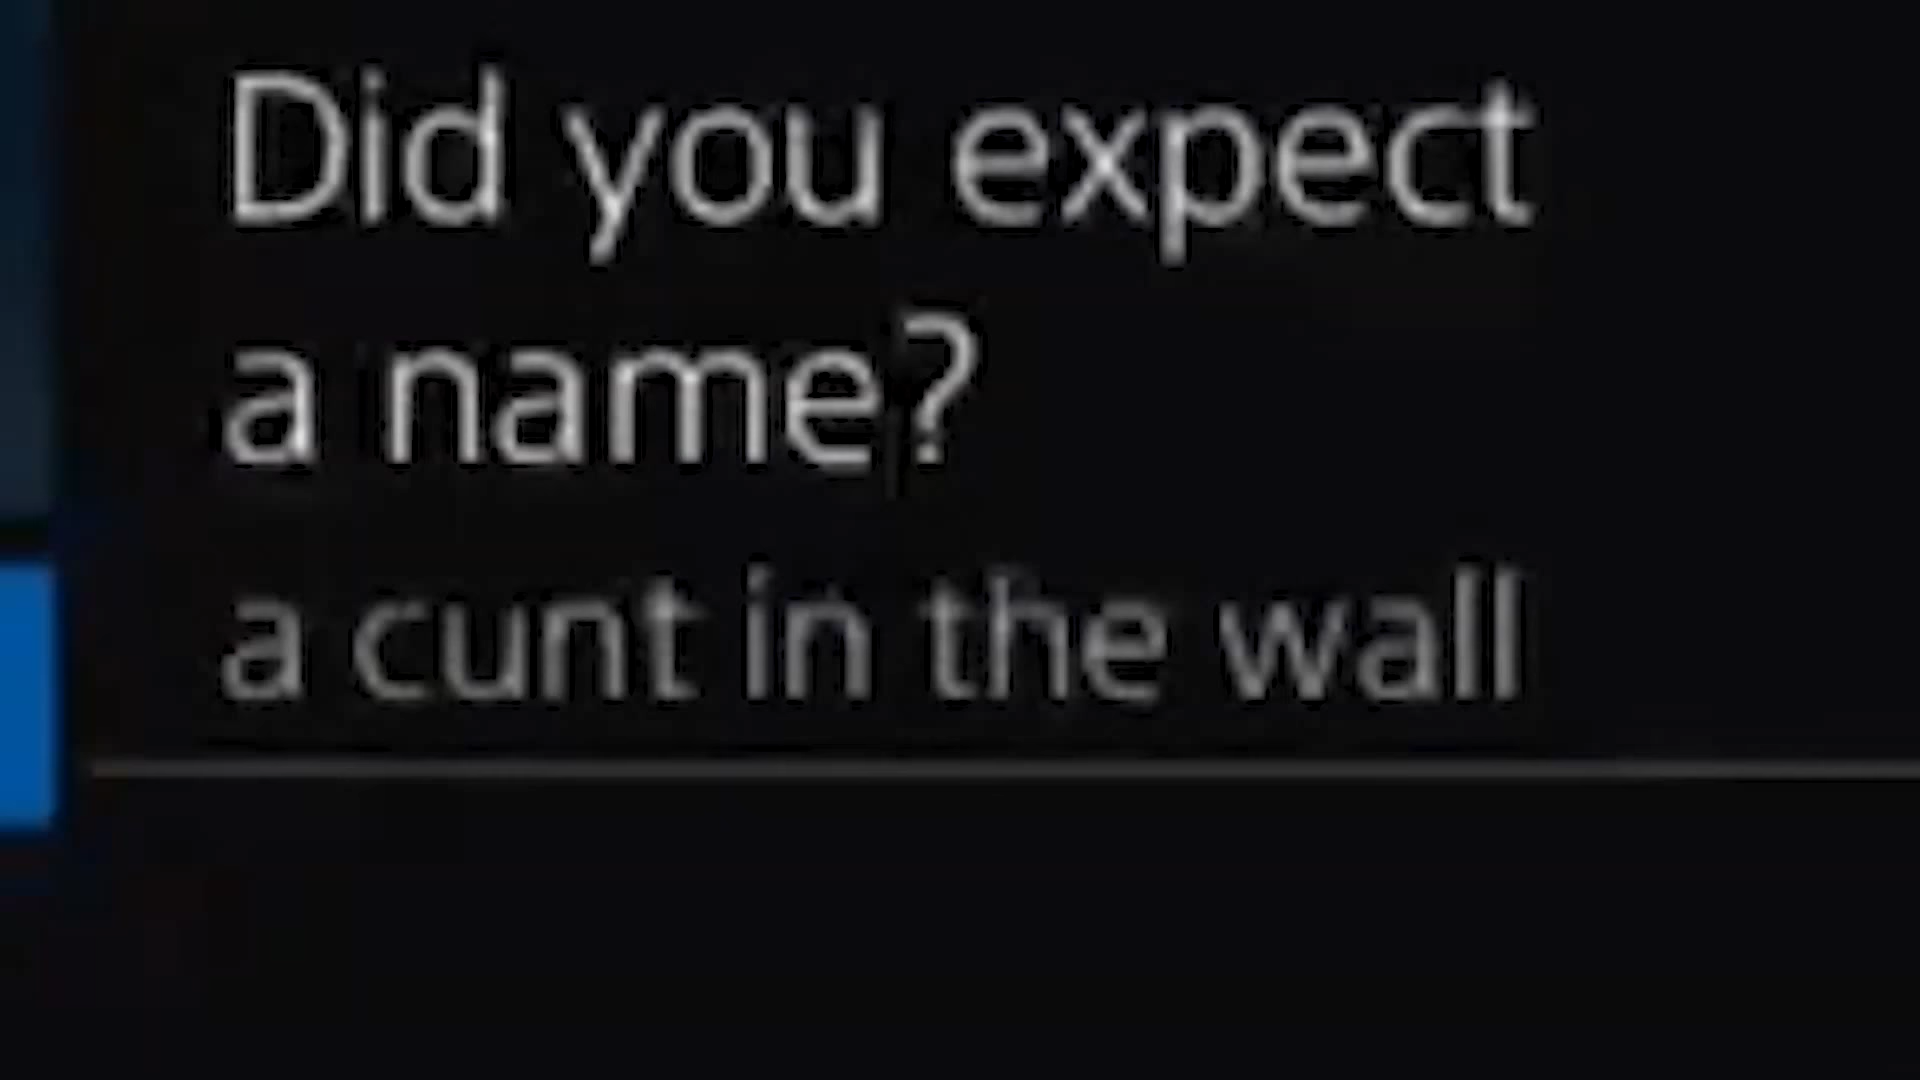 Did you expect
a name?
a cunt in the wall